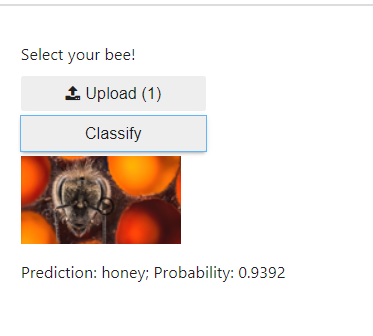 Select your bee!
Upload (1)
Classify
Prediction: honey; Probability: 0.9392